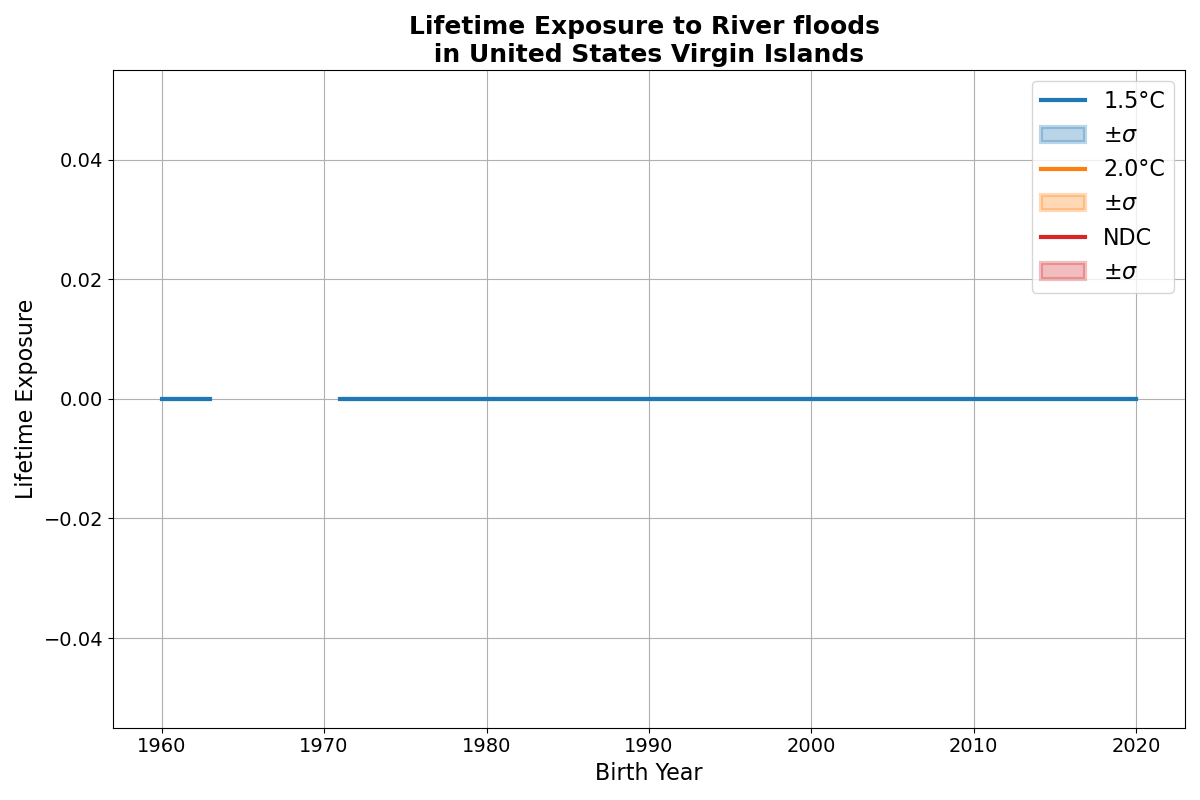 Lifetime Exposure to River floods
in United States Virgin Islands
1.5°C
±σ
2.0°C
±σ
NDC
±σ
Lifetime Exposure
0.04
0.02
0.00
−0.02
−0.04
1960 1970 1980 1990 2000 2010 2020
Birth Year